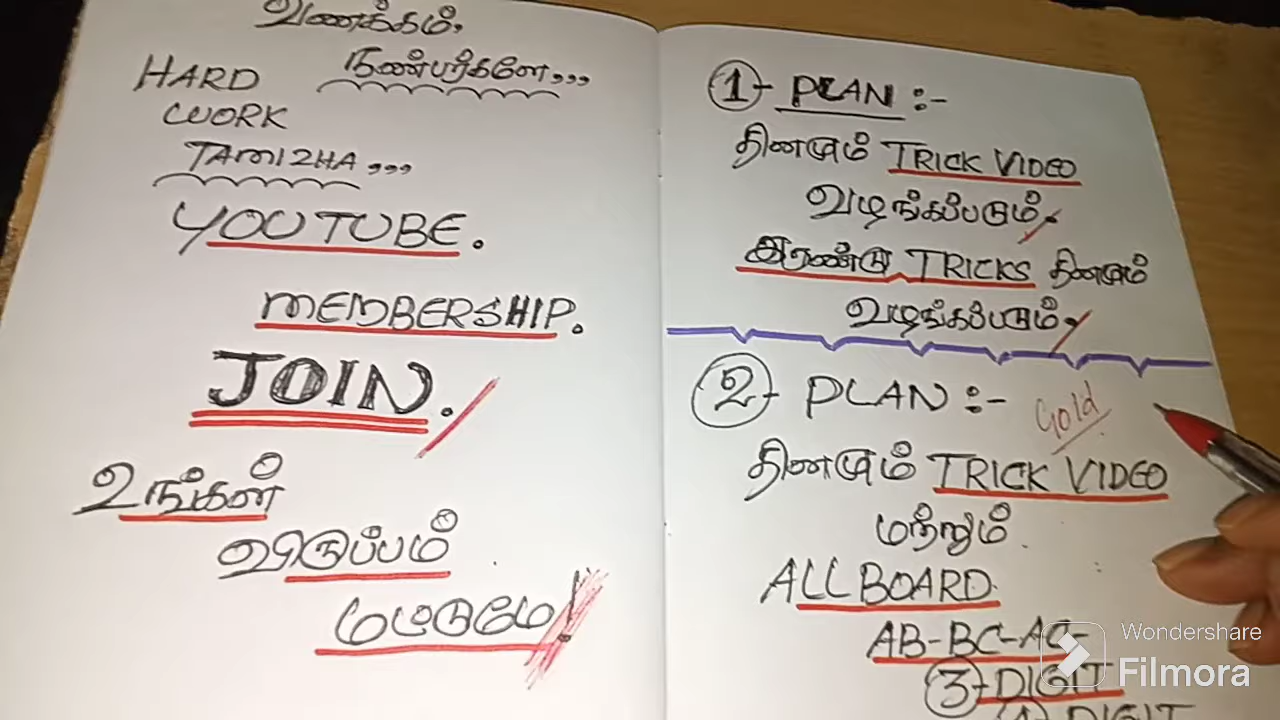 வணக்கம்,
நண்பர்களே,,,
HARD
WORK
TAMIZHA,,,
YOUTUBE.
MEMBERSHIP.
JOIN.
உங்கள்
விருப்பம்
மட்டுமே!
①- PLAN :-
தினமும் TRICK VIDEO
வழங்கப்படும்.
இரண்டு TRICKS தினமும்
வழங்கப்படும்.
②- PLAN :- Gold
தினமும் TRICK VIDEO
மற்றும்.
ALL BOARD
AB-BC-AC-
③-DIGIT
④-DIGIT
Wondershare
Filmora